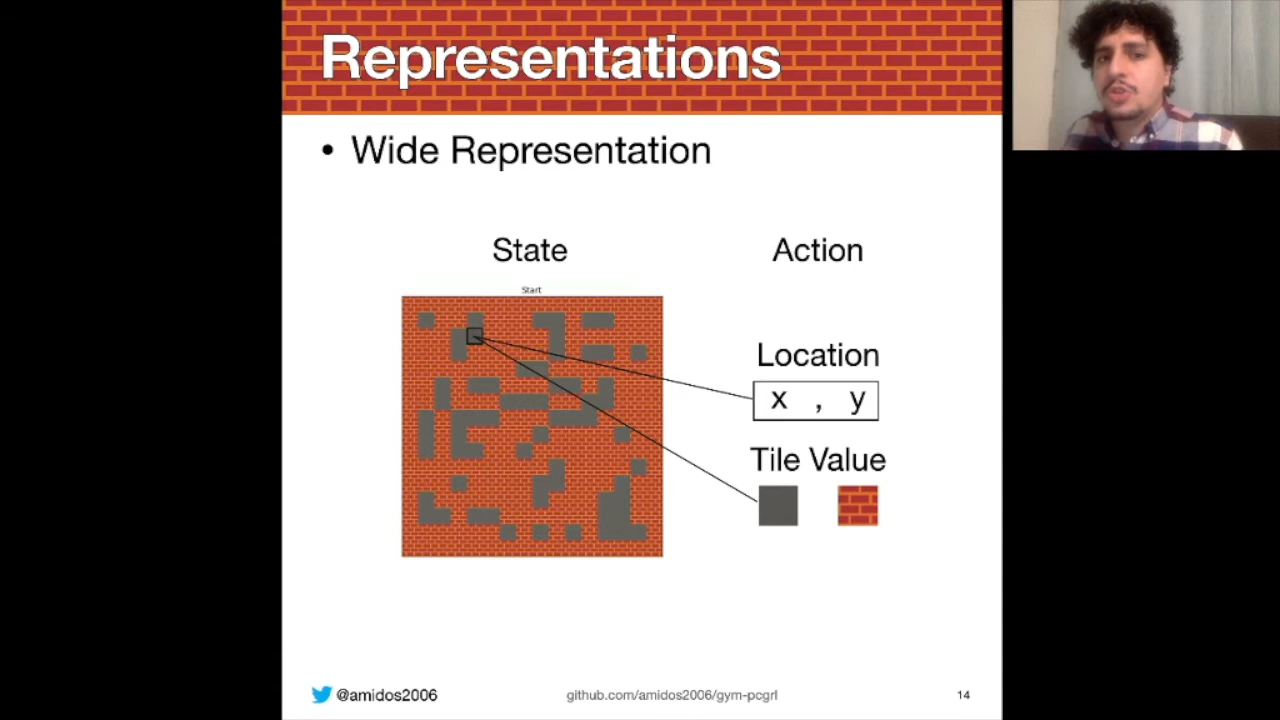 Representations
• Wide Representation
State
Action
Start
Location
x , y
Tile Value
@amidos2006
github.com/amidos2006/gym-pcgrl
14